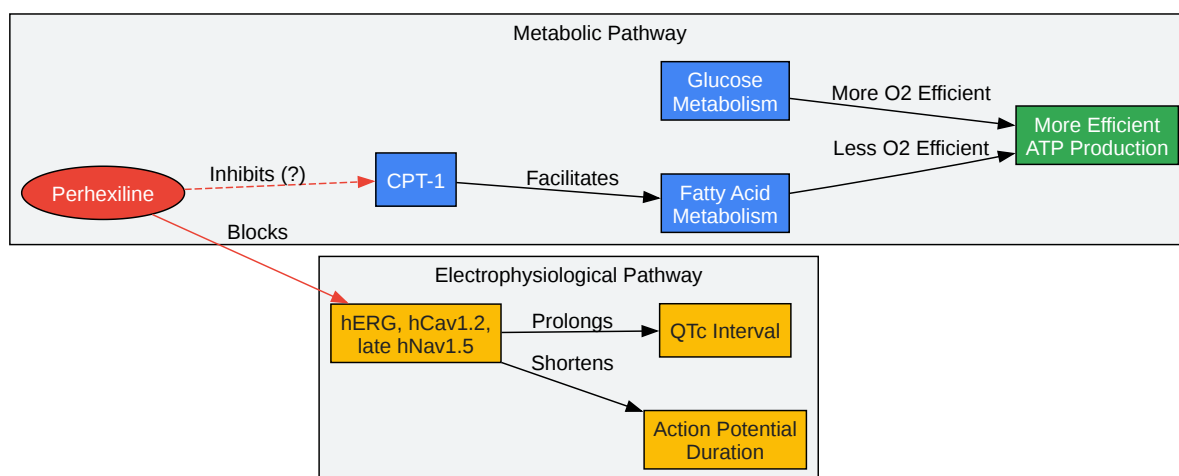 Metabolic Pathway
Glucose
Metabolism
More O2 Efficient
More Efficient
ATP Production
Less O2 Efficient
Perhexiline
Inhibits (?)
CPT-1
Facilitates
Fatty Acid
Metabolism
Blocks
Electrophysiological Pathway
hERG, hCav1.2,
late hNav1.5
Prolongs
QTc Interval
Shortens
Action Potential
Duration